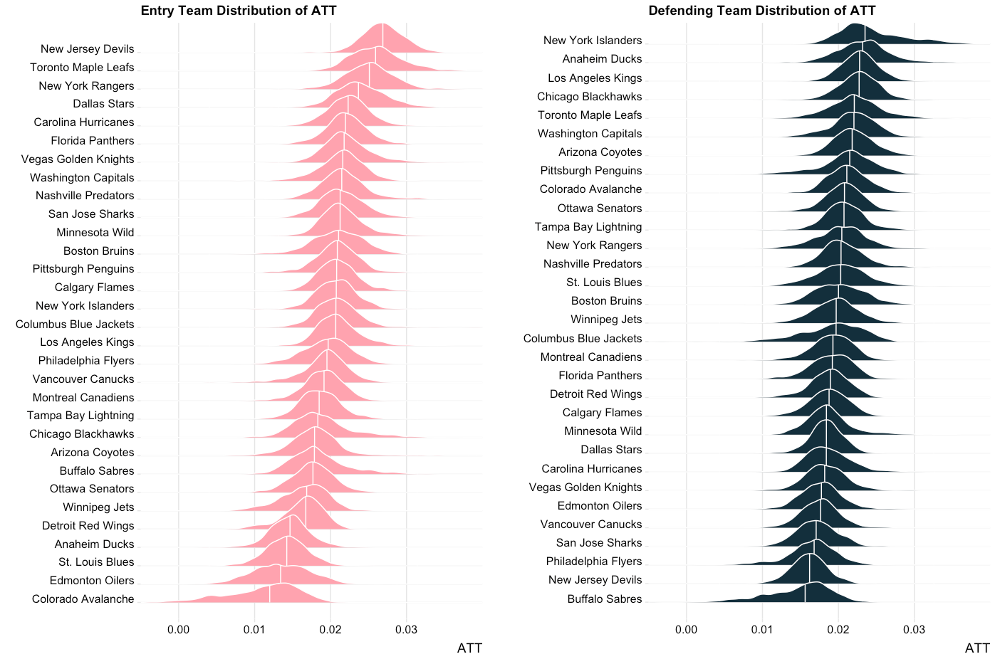 Entry Team Distribution of ATT
New Jersey Devils
Toronto Maple Leafs
New York Rangers
Dallas Stars
Carolina Hurricanes
Florida Panthers
Vegas Golden Knights
Washington Capitals
Nashville Predators
San Jose Sharks
Minnesota Wild
Boston Bruins
Pittsburgh Penguins
Calgary Flames
New York Islanders
Columbus Blue Jackets
Los Angeles Kings
Philadelphia Flyers
Vancouver Canucks
Montreal Canadiens
Tampa Bay Lightning
Chicago Blackhawks
Arizona Coyotes
Buffalo Sabres
Ottawa Senators
Winnipeg Jets
Detroit Red Wings
Anaheim Ducks
St. Louis Blues
Edmonton Oilers
Colorado Avalanche
0.00 0.01 0.02 0.03
ATT
Defending Team Distribution of ATT
New York Islanders
Anaheim Ducks
Los Angeles Kings
Chicago Blackhawks
Toronto Maple Leafs
Washington Capitals
Arizona Coyotes
Pittsburgh Penguins
Colorado Avalanche
Ottawa Senators
Tampa Bay Lightning
New York Rangers
Nashville Predators
St. Louis Blues
Boston Bruins
Winnipeg Jets
Columbus Blue Jackets
Montreal Canadiens
Florida Panthers
Detroit Red Wings
Calgary Flames
Minnesota Wild
Dallas Stars
Carolina Hurricanes
Vegas Golden Knights
Edmonton Oilers
Vancouver Canucks
San Jose Sharks
Philadelphia Flyers
New Jersey Devils
Buffalo Sabres
0.00 0.01 0.02 0.03
ATT